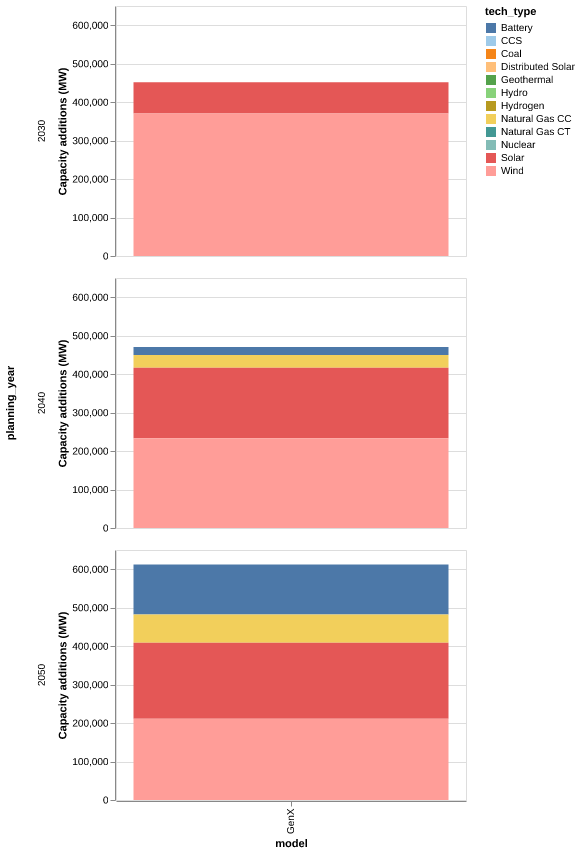 600,000
500,000
400,000
300,000
200,000
100,000
0
Capacity additions (MW)
2030
600,000
500,000
400,000
300,000
200,000
100,000
0
Capacity additions (MW)
2040
planning_year
600,000
500,000
400,000
300,000
200,000
100,000
0
Capacity additions (MW)
2050
GenX
model
tech_type
Battery
CCS
Coal
Distributed Solar
Geothermal
Hydro
Hydrogen
Natural Gas CC
Natural Gas CT
Nuclear
Solar
Wind